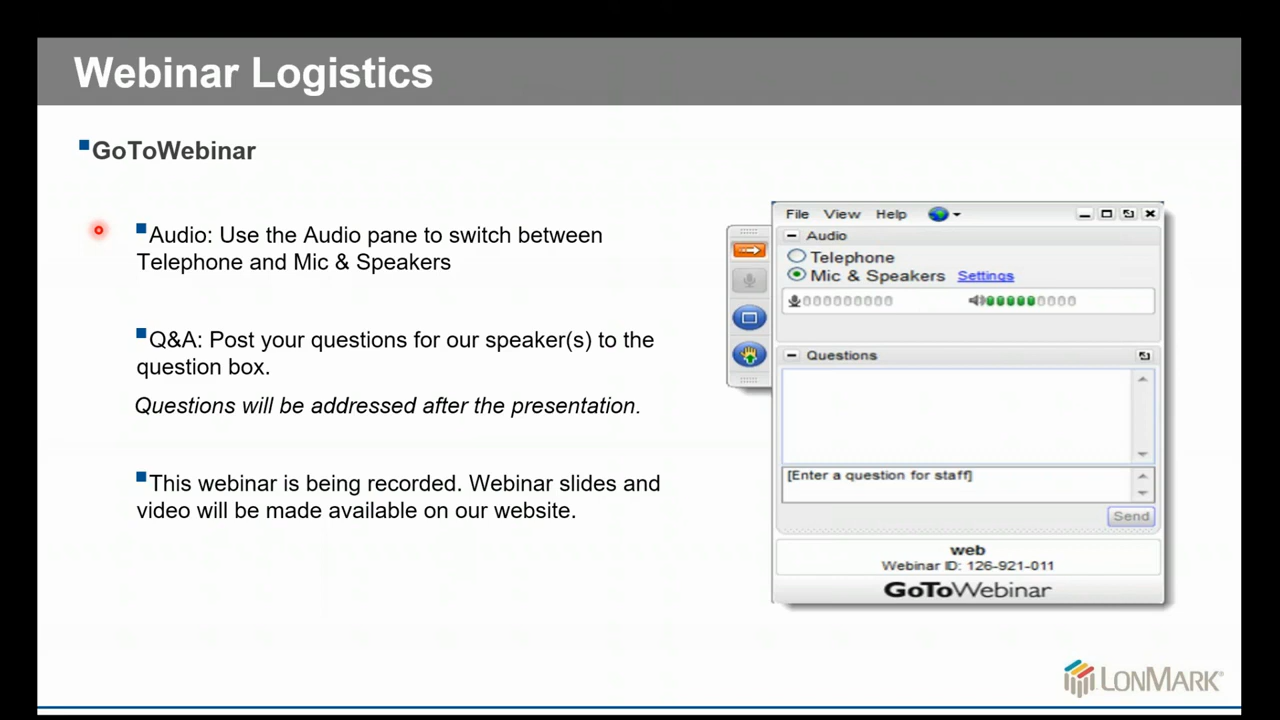 Webinar Logistics
GoToWebinar
Audio: Use the Audio pane to switch between
Telephone and Mic & Speakers
Q&A: Post your questions for our speaker(s) to the
question box.
Questions will be addressed after the presentation.
This webinar is being recorded. Webinar slides and
video will be made available on our website.
File View Help
Audio
Telephone
Mic & Speakers Settings
Questions
[Enter a question for staff]
Send
web
Webinar ID: 126-921-011
GoToWebinar
LONMARK®